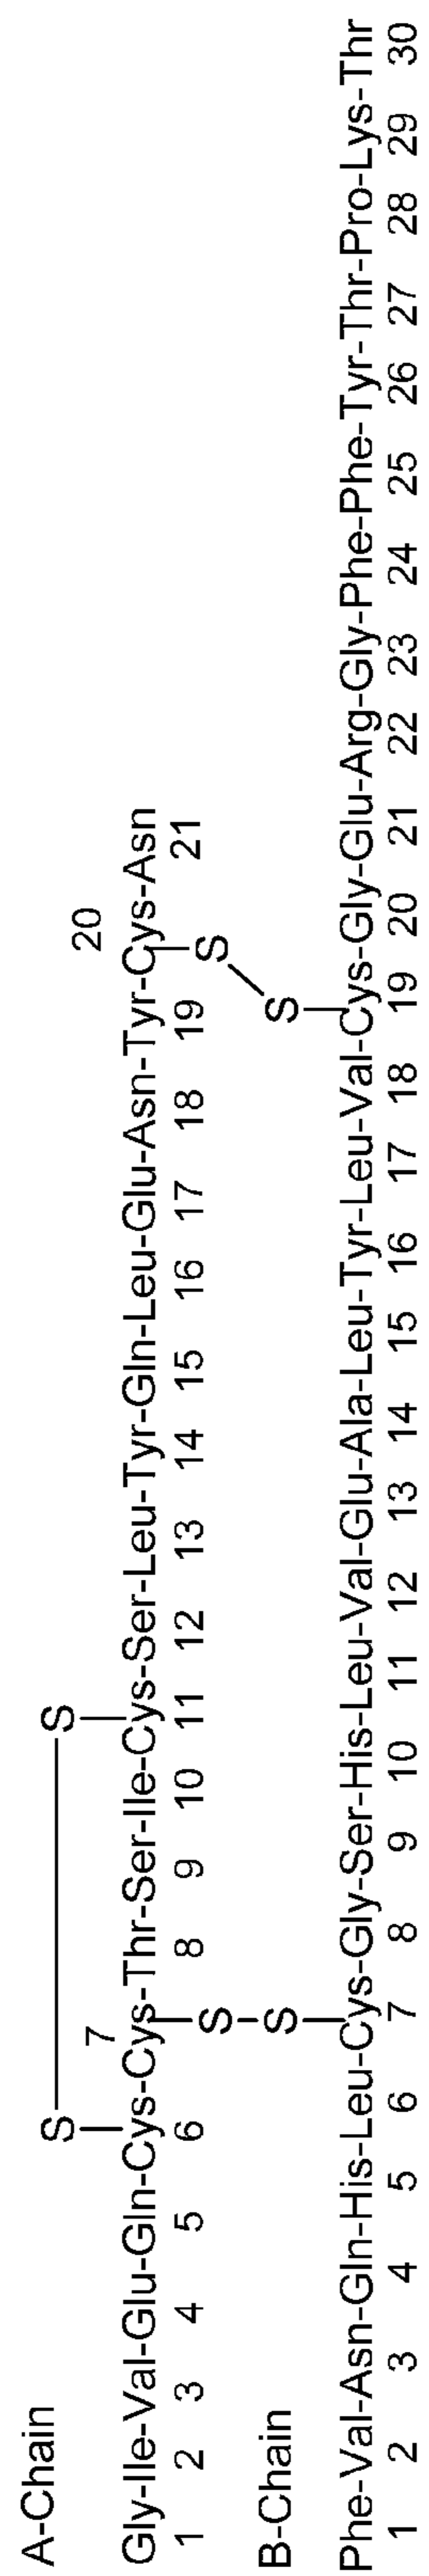 A-Chain
S S
7 20
Gly-Ile-Val-Glu-Gln-Cys-Cys-Thr-Ser-Ile-Cys-Ser-Leu-Tyr-Gln-Leu-Glu-Asn-Tyr-Cys-Asn
1 2 3 4 5 6 8 9 10 11 12 13 14 15 16 17 18 19 21
S S
B-Chain
S S
Phe-Val-Asn-Gln-His-Leu-Cys-Gly-Ser-His-Leu-Val-Glu-Ala-Leu-Tyr-Leu-Val-Cys-Gly-Glu-Arg-Gly-Phe-Phe-Tyr-Thr-Pro-Lys-Thr
1 2 3 4 5 6 7 8 9 10 11 12 13 14 15 16 17 18 19 20 21 22 23 24 25 26 27 28 29 30